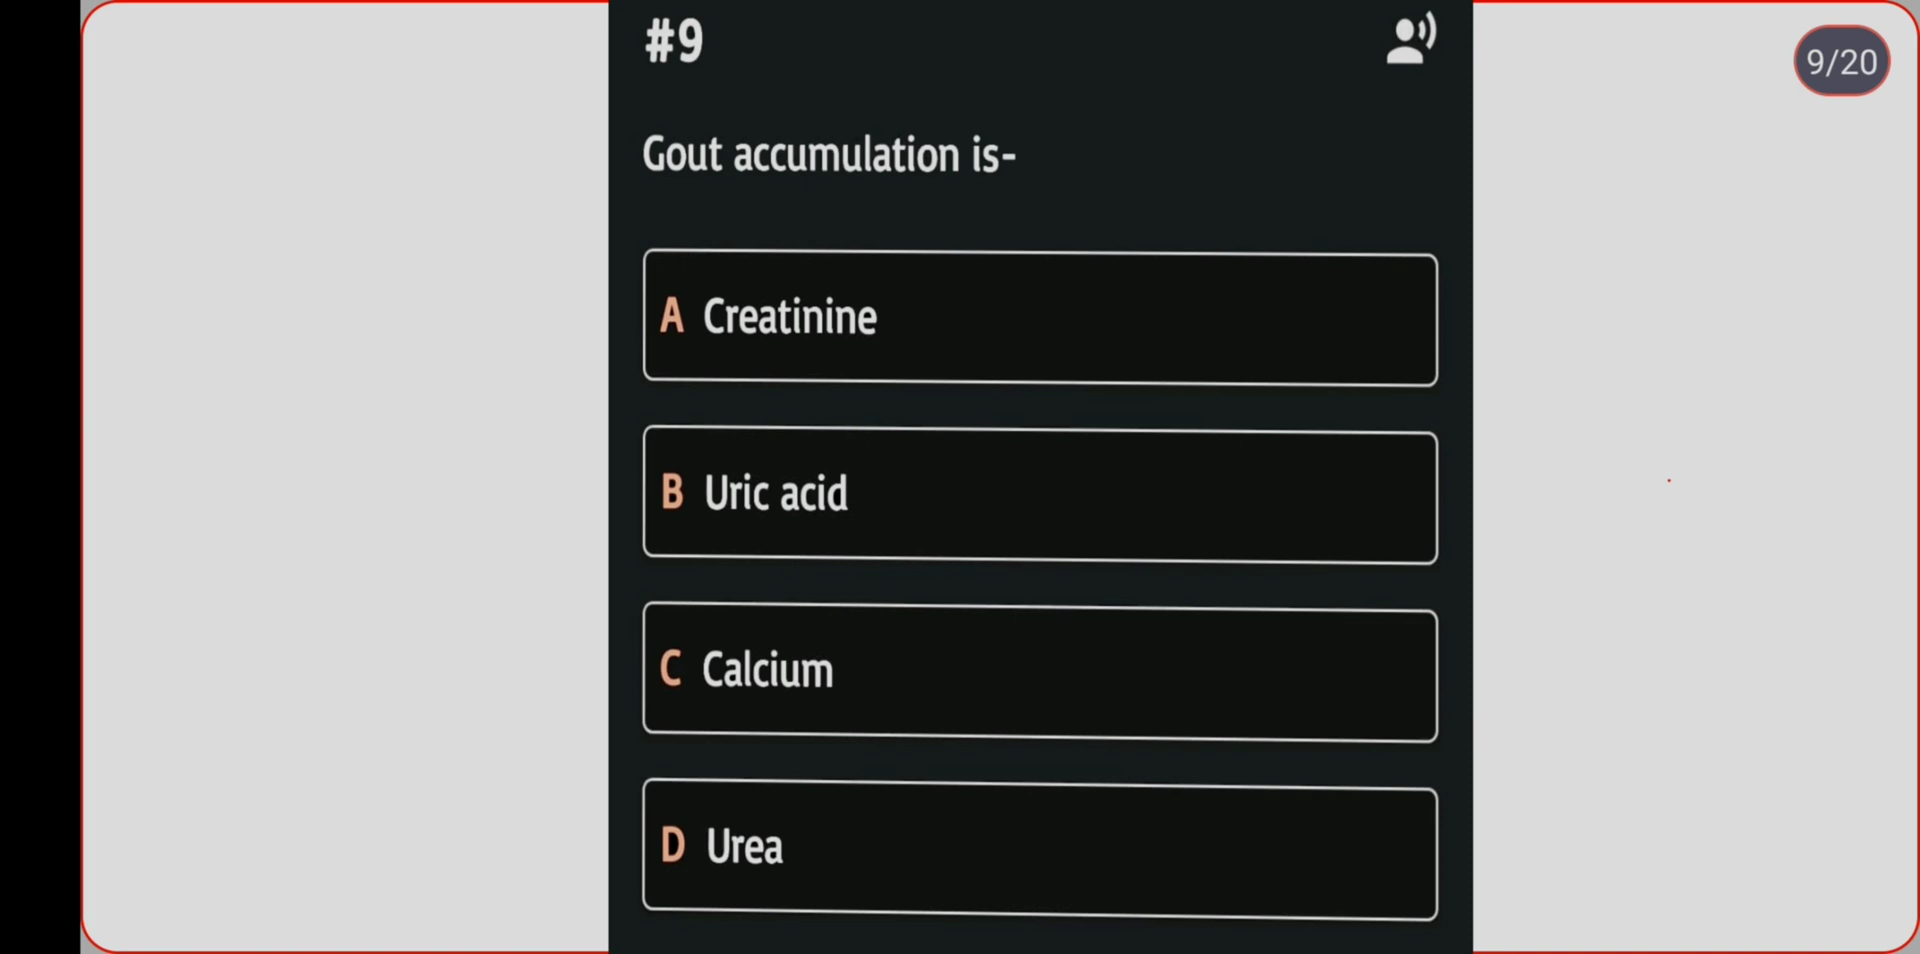 #9
9/20
Gout accumulation is-
A Creatinine
B Uric acid
C Calcium
D Urea